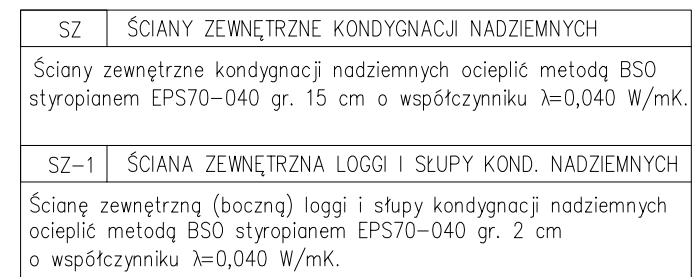 SZ ŚCIANY ZEWNĘTRZNE KONDYGNACJI NADZIEMNYCH
Ściany zewnętrzne kondygnacji nadziemnych ocieplić metodą BSO
styropianem EPS70-040 gr. 15 cm o współczynniku λ=0,040 W/mK.
SZ-1 ŚCIANA ZEWNĘTRZNA LOGGI I SŁUPY KOND. NADZIEMNYCH
Ścianę zewnętrzną (boczną) loggi i słupy kondygnacji nadziemnych
ocieplić metodą BSO styropianem EPS70-040 gr. 2 cm
o współczynniku λ=0,040 W/mK.